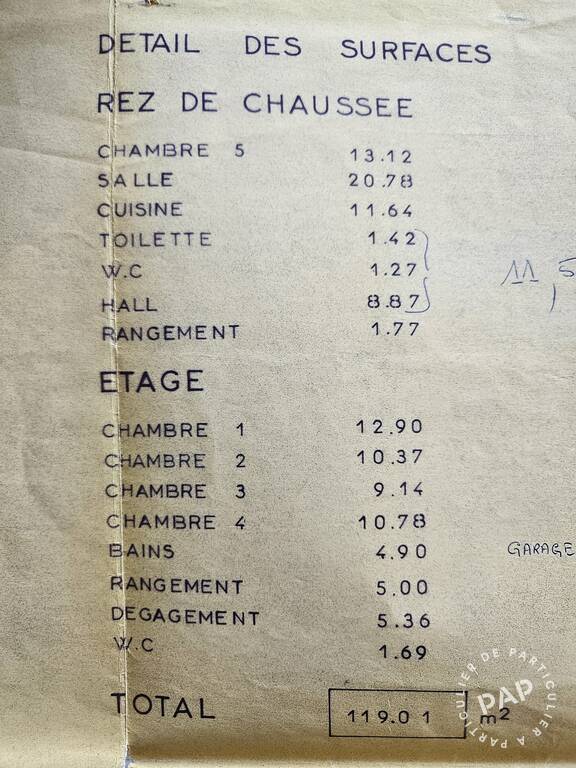 DETAIL DES SURFACES
REZ DE CHAUSSEE
CHAMBRE 5 13.12
SALLE 20.78
CUISINE 11.64
TOILETTE 1.42
W.C 1.27
11,5
HALL 8.87
RANGEMENT 1.77
ETAGE
CHAMBRE 1 12.90
CHAMBRE 2 10.37
CHAMBRE 3 9.14
CHAMBRE 4 10.78
BAINS 4.90
GARAGE
RANGEMENT 5.00
DEGAGEMENT 5.36
W.C 1.69
TOTAL 119.01 m²
DE PARTICULIER À PARTICULIER
PAP